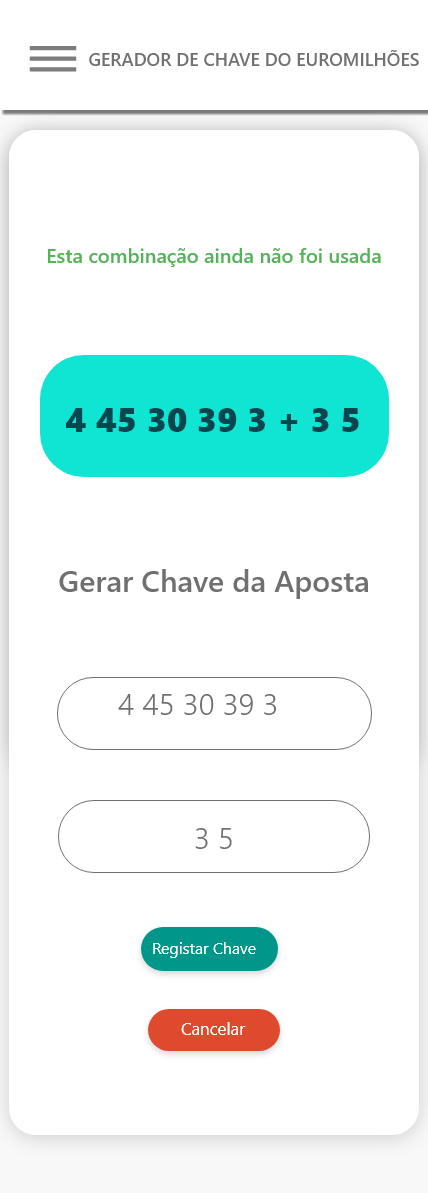 GERADOR DE CHAVE DO EUROMILHÕES
Esta combinação ainda não foi usada
4 45 30 39 3 + 3 5
Gerar Chave da Aposta
4 45 30 39 3
3 5
Registar Chave
Cancelar